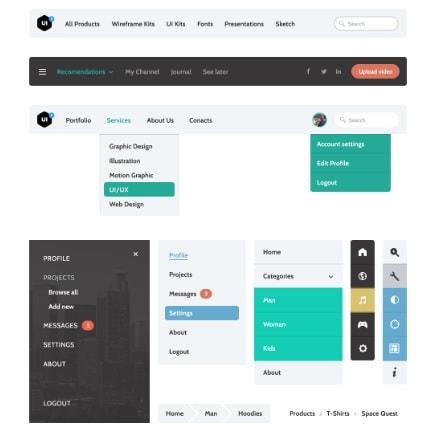 UI All Products Wireframe Kits UI Kits Fonts Presentations Sketch Search
Recomendations My Channel Journal See later f in Upload video
UI Portfolio Services About Us Conacts Search
Graphic Design
Illustration
Motion Graphic
UI/UX
Web Design
Account settings
Edit Profile
Logout
PROFILE
PROJECTS
Browse all
Add new
MESSAGES 3
SETTINGS
ABOUT
LOGOUT
Profile
Projects
Messages 3
Settings
About
Logout
Home
Categories
Man
Woman
Kids
About
i
Home Man Hoodies
Products > T-Shirts > Space Quest